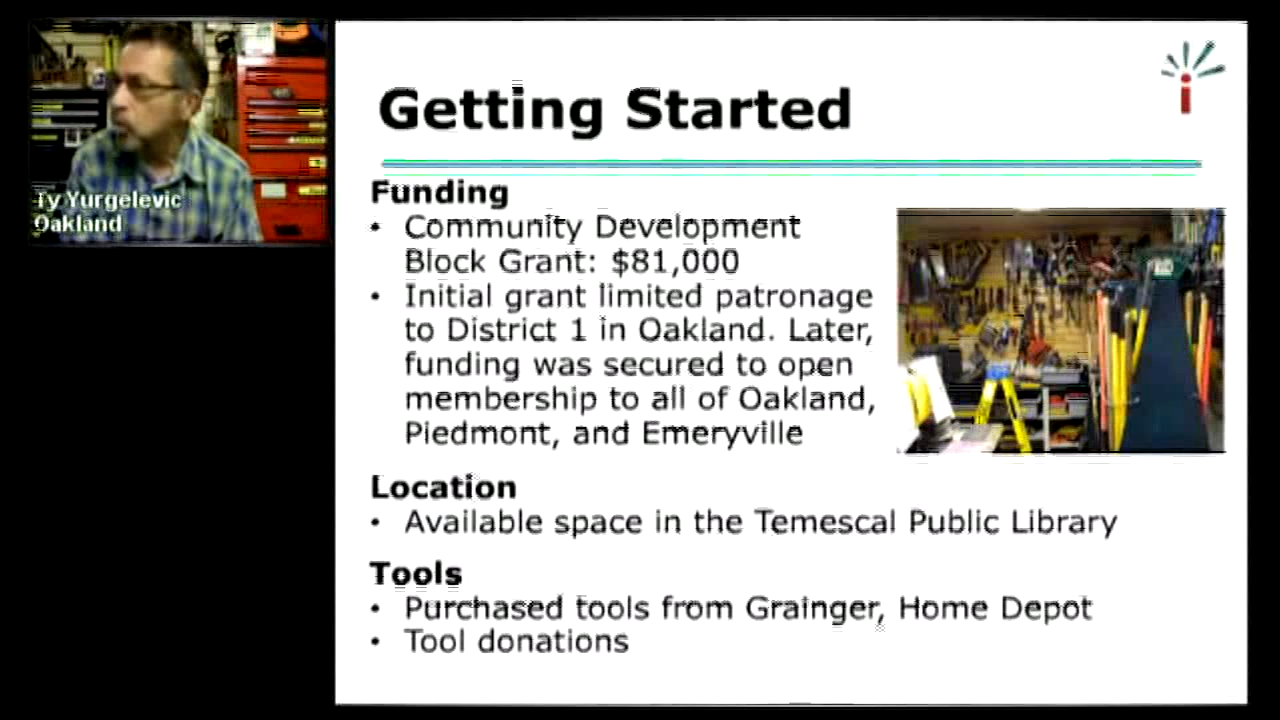 Getting Started
Ty Yurgelevic
Oakland
Funding
• Community Development
Block Grant: $81,000
• Initial grant limited patronage
to District 1 in Oakland. Later,
funding was secured to open
membership to all of Oakland,
Piedmont, and Emeryville
Location
• Available space in the Temescal Public Library
Tools
• Purchased tools from Grainger, Home Depot
• Tool donations